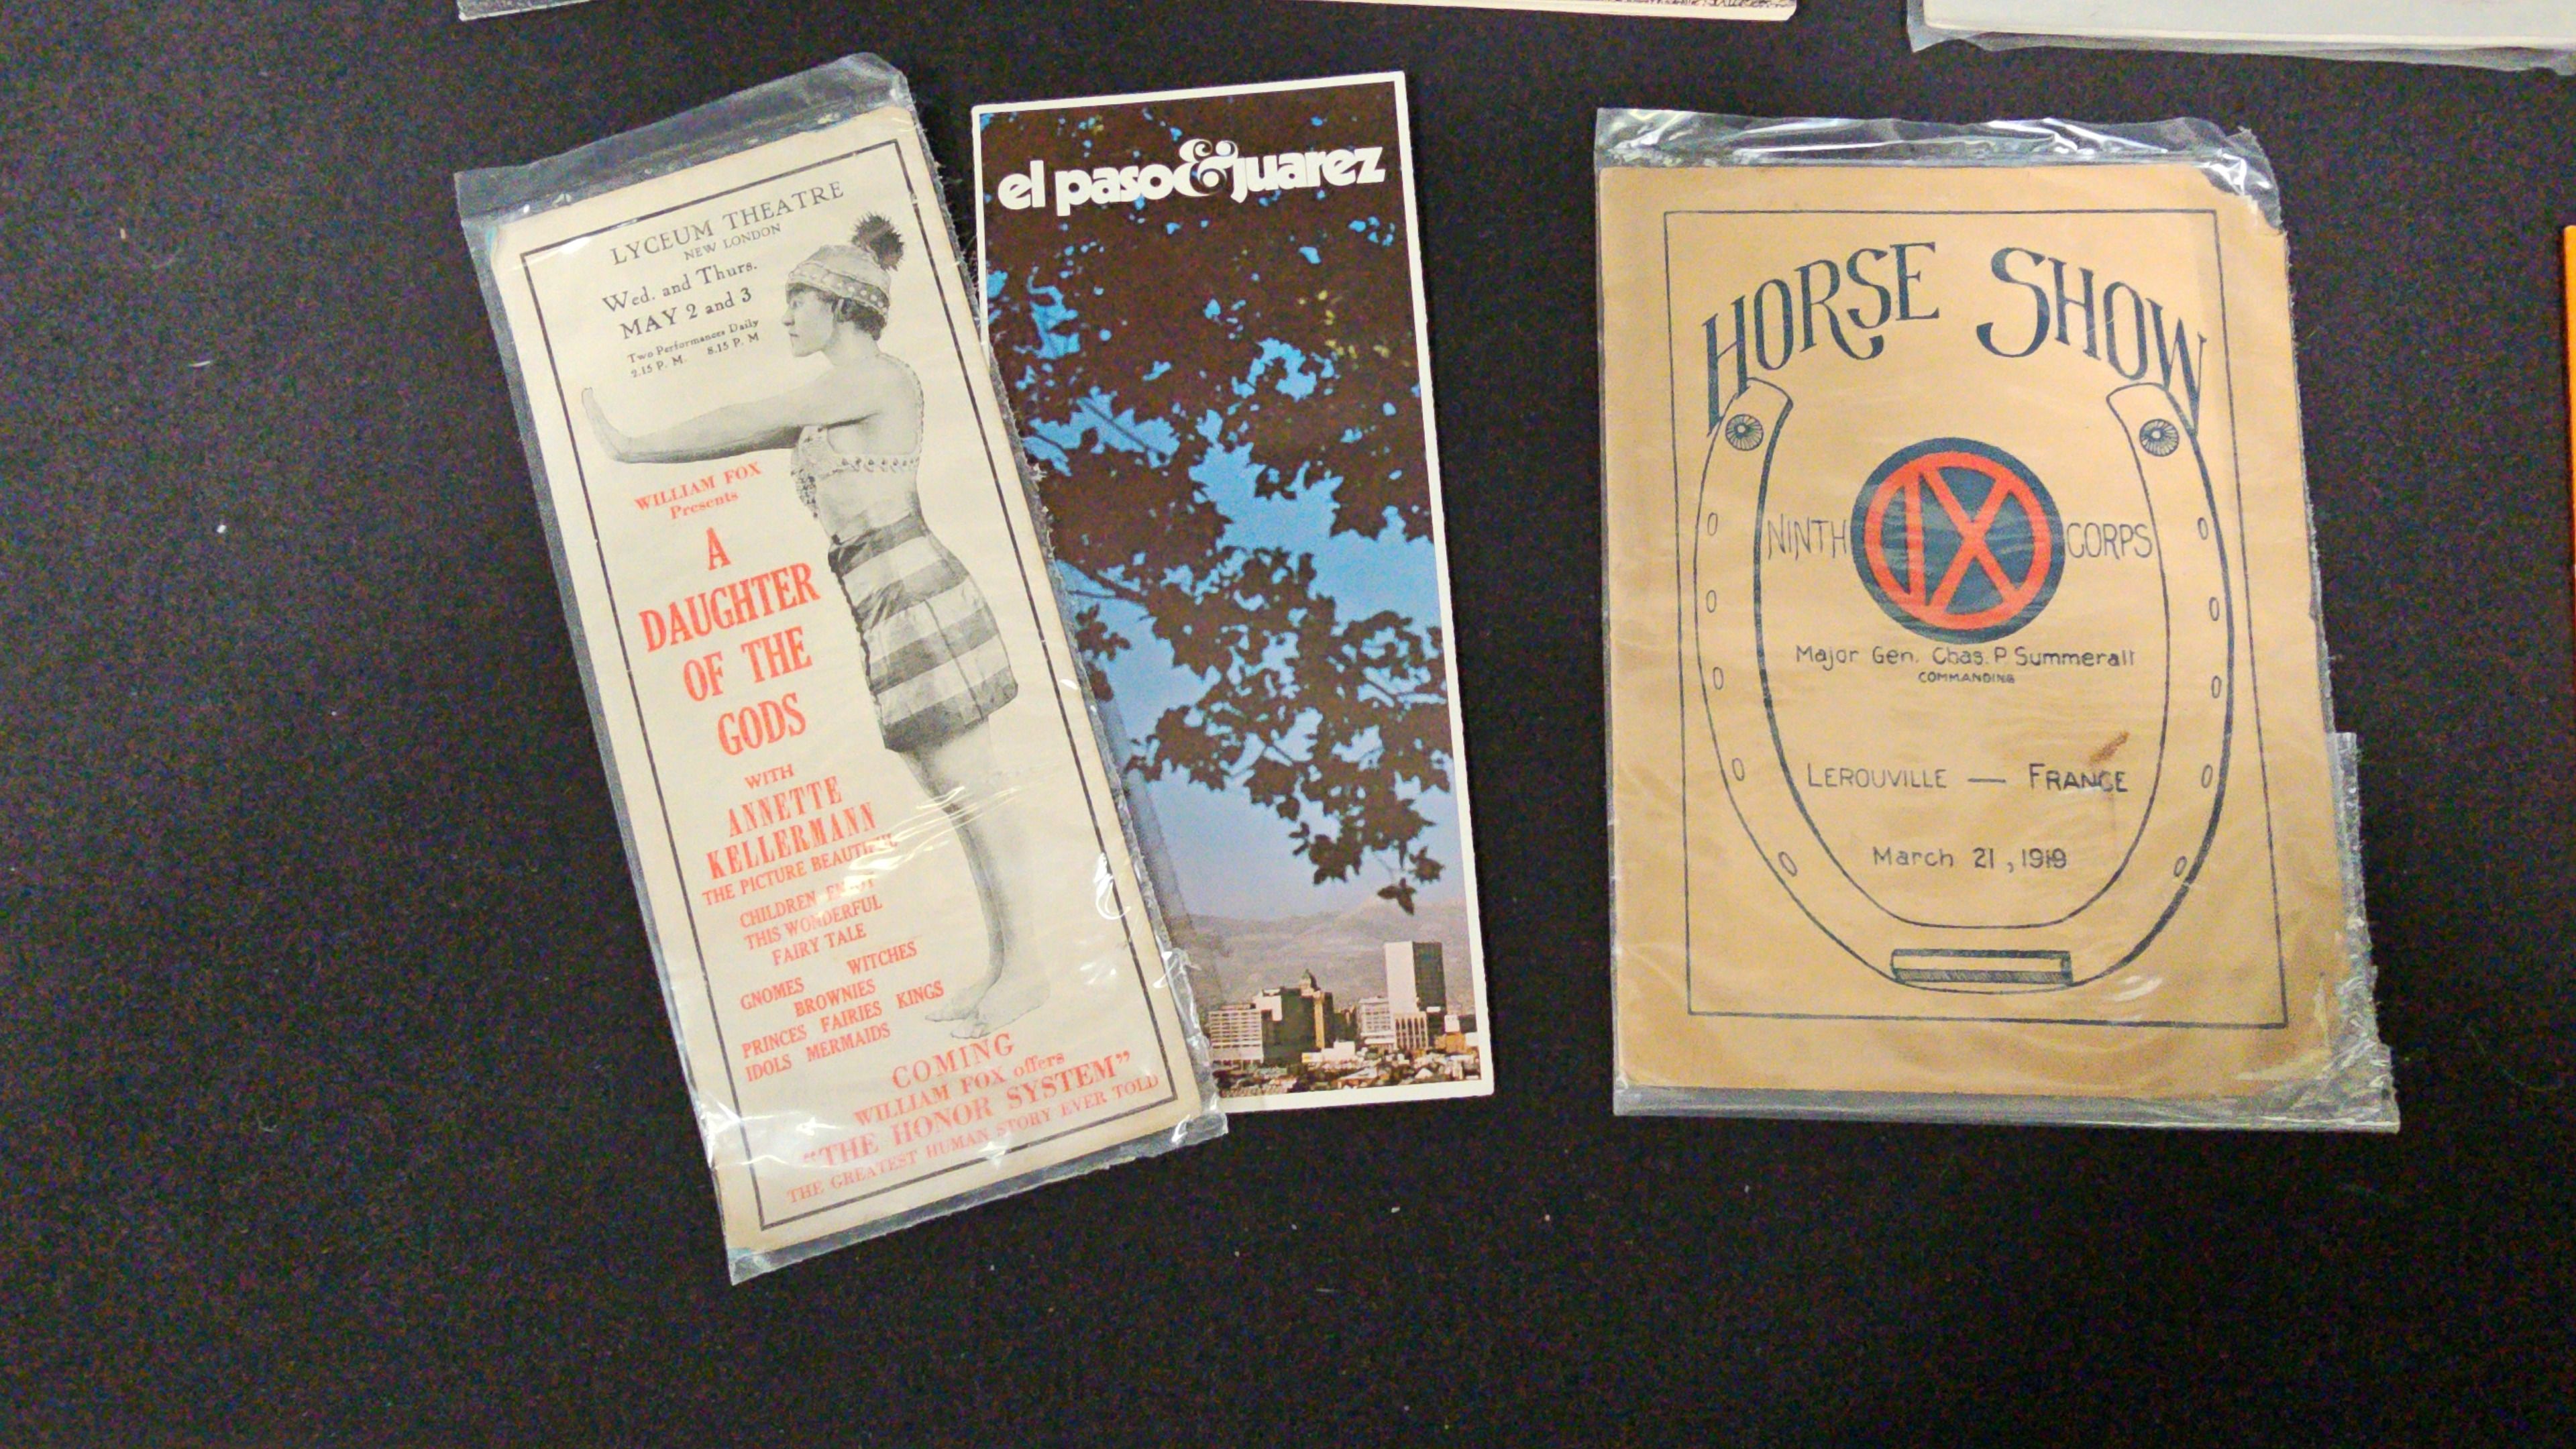 LYCEUM THEATRE
NEW LONDON
Wed. and Thurs.
MAY 2 and 3
Two Performances Daily
2.15 P. M. 8.15 P. M
WILLIAM FOX
Presents
A
DAUGHTER
OF THE
GODS
WITH
ANNETTE
KELLERMANN
THE PICTURE BEAUTIFUL
CHILDREN ENJOY
THIS WONDERFUL
FAIRY TALE
GNOMES WITCHES
BROWNIES
PRINCES FAIRIES KINGS
IDOLS MERMAIDS
COMING
WILLIAM FOX offers
"THE HONOR SYSTEM"
THE GREATEST HUMAN STORY EVER TOLD
el paso & juarez
HORSE SHOW
NINTH IX CORPS
Major Gen. Chas. P. Summerall
COMMANDING
LEROUVILLE — FRANCE
March 21, 1919